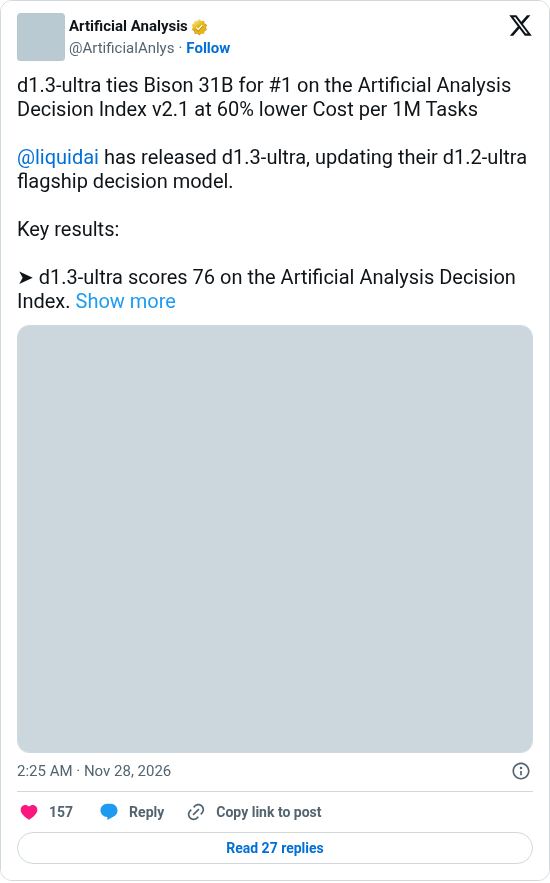 Artificial Analysis
@ArtificialAnlys · Follow
d1.3-ultra ties Bison 31B for #1 on the Artificial Analysis
Decision Index v2.1 at 60% lower Cost per 1M Tasks
@liquidai has released d1.3-ultra, updating their d1.2-ultra
flagship decision model.
Key results:
➤ d1.3-ultra scores 76 on the Artificial Analysis Decision
Index. Show more
2:25 AM · Nov 28, 2026
157 Reply Copy link to post
Read 27 replies